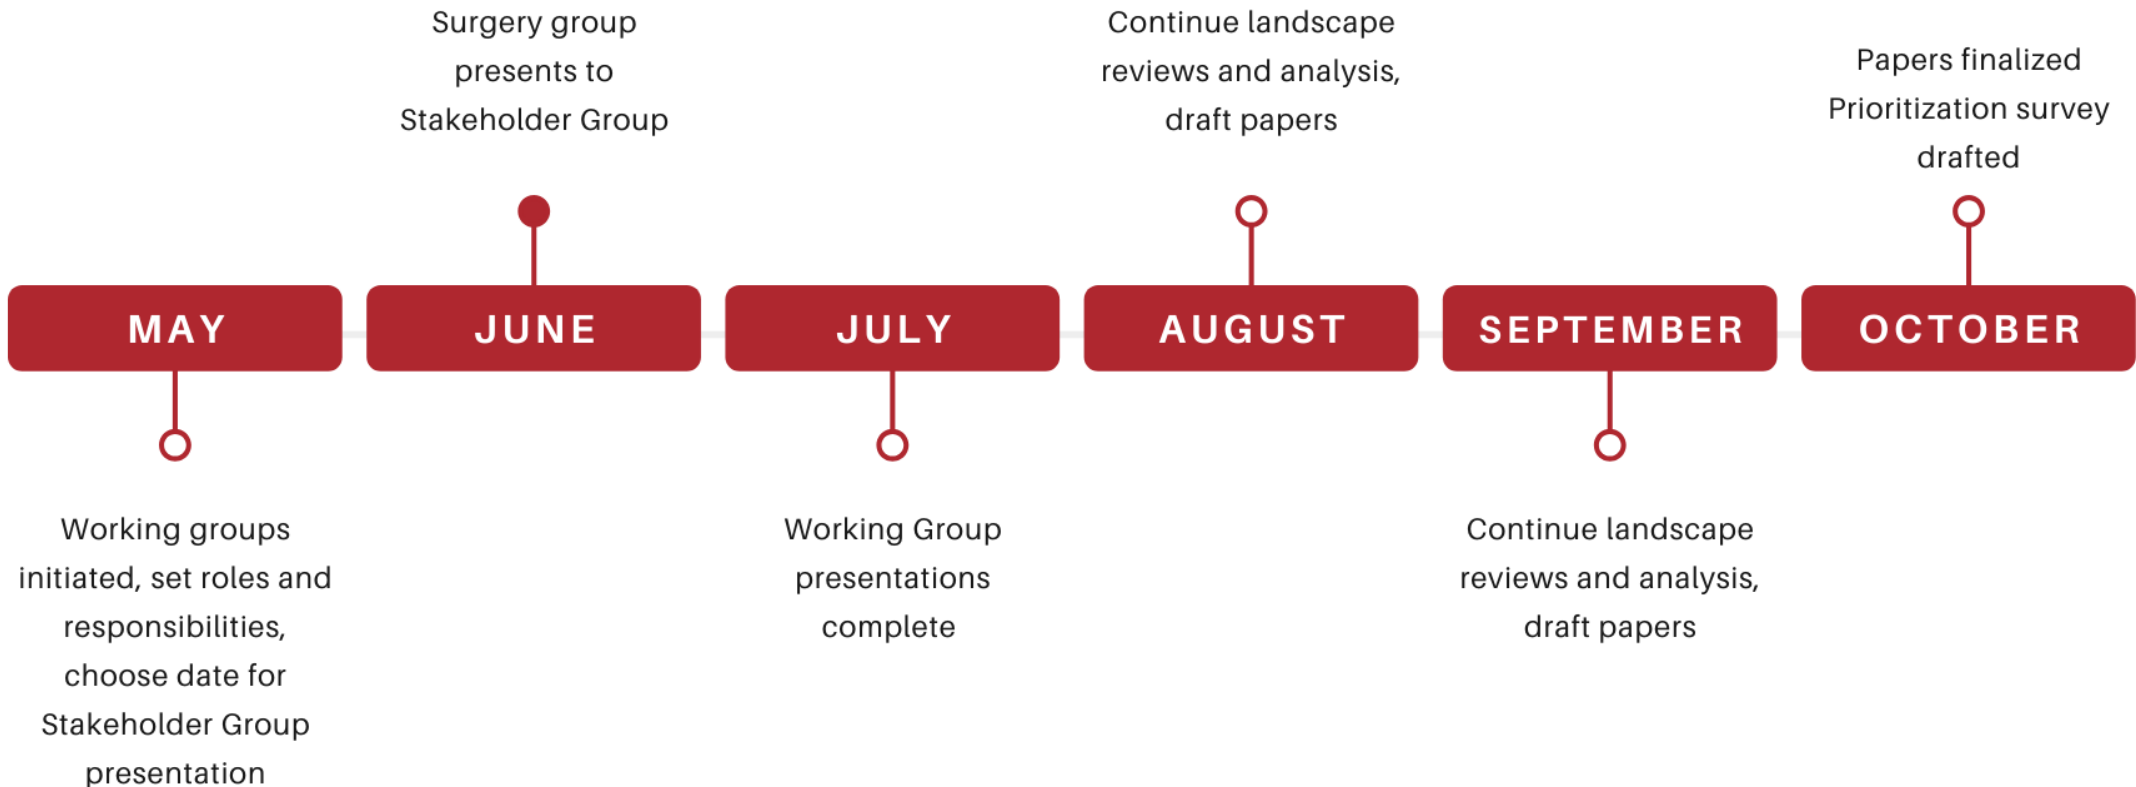 Surgery group
presents to
Stakeholder Group
Continue landscape
reviews and analysis,
draft papers
Papers finalized
Prioritization survey
drafted
MAY
JUNE
JULY
AUGUST
SEPTEMBER
OCTOBER
Working groups
initiated, set roles and
responsibilities,
choose date for
Stakeholder Group
presentation
Working Group
presentations
complete
Continue landscape
reviews and analysis,
draft papers